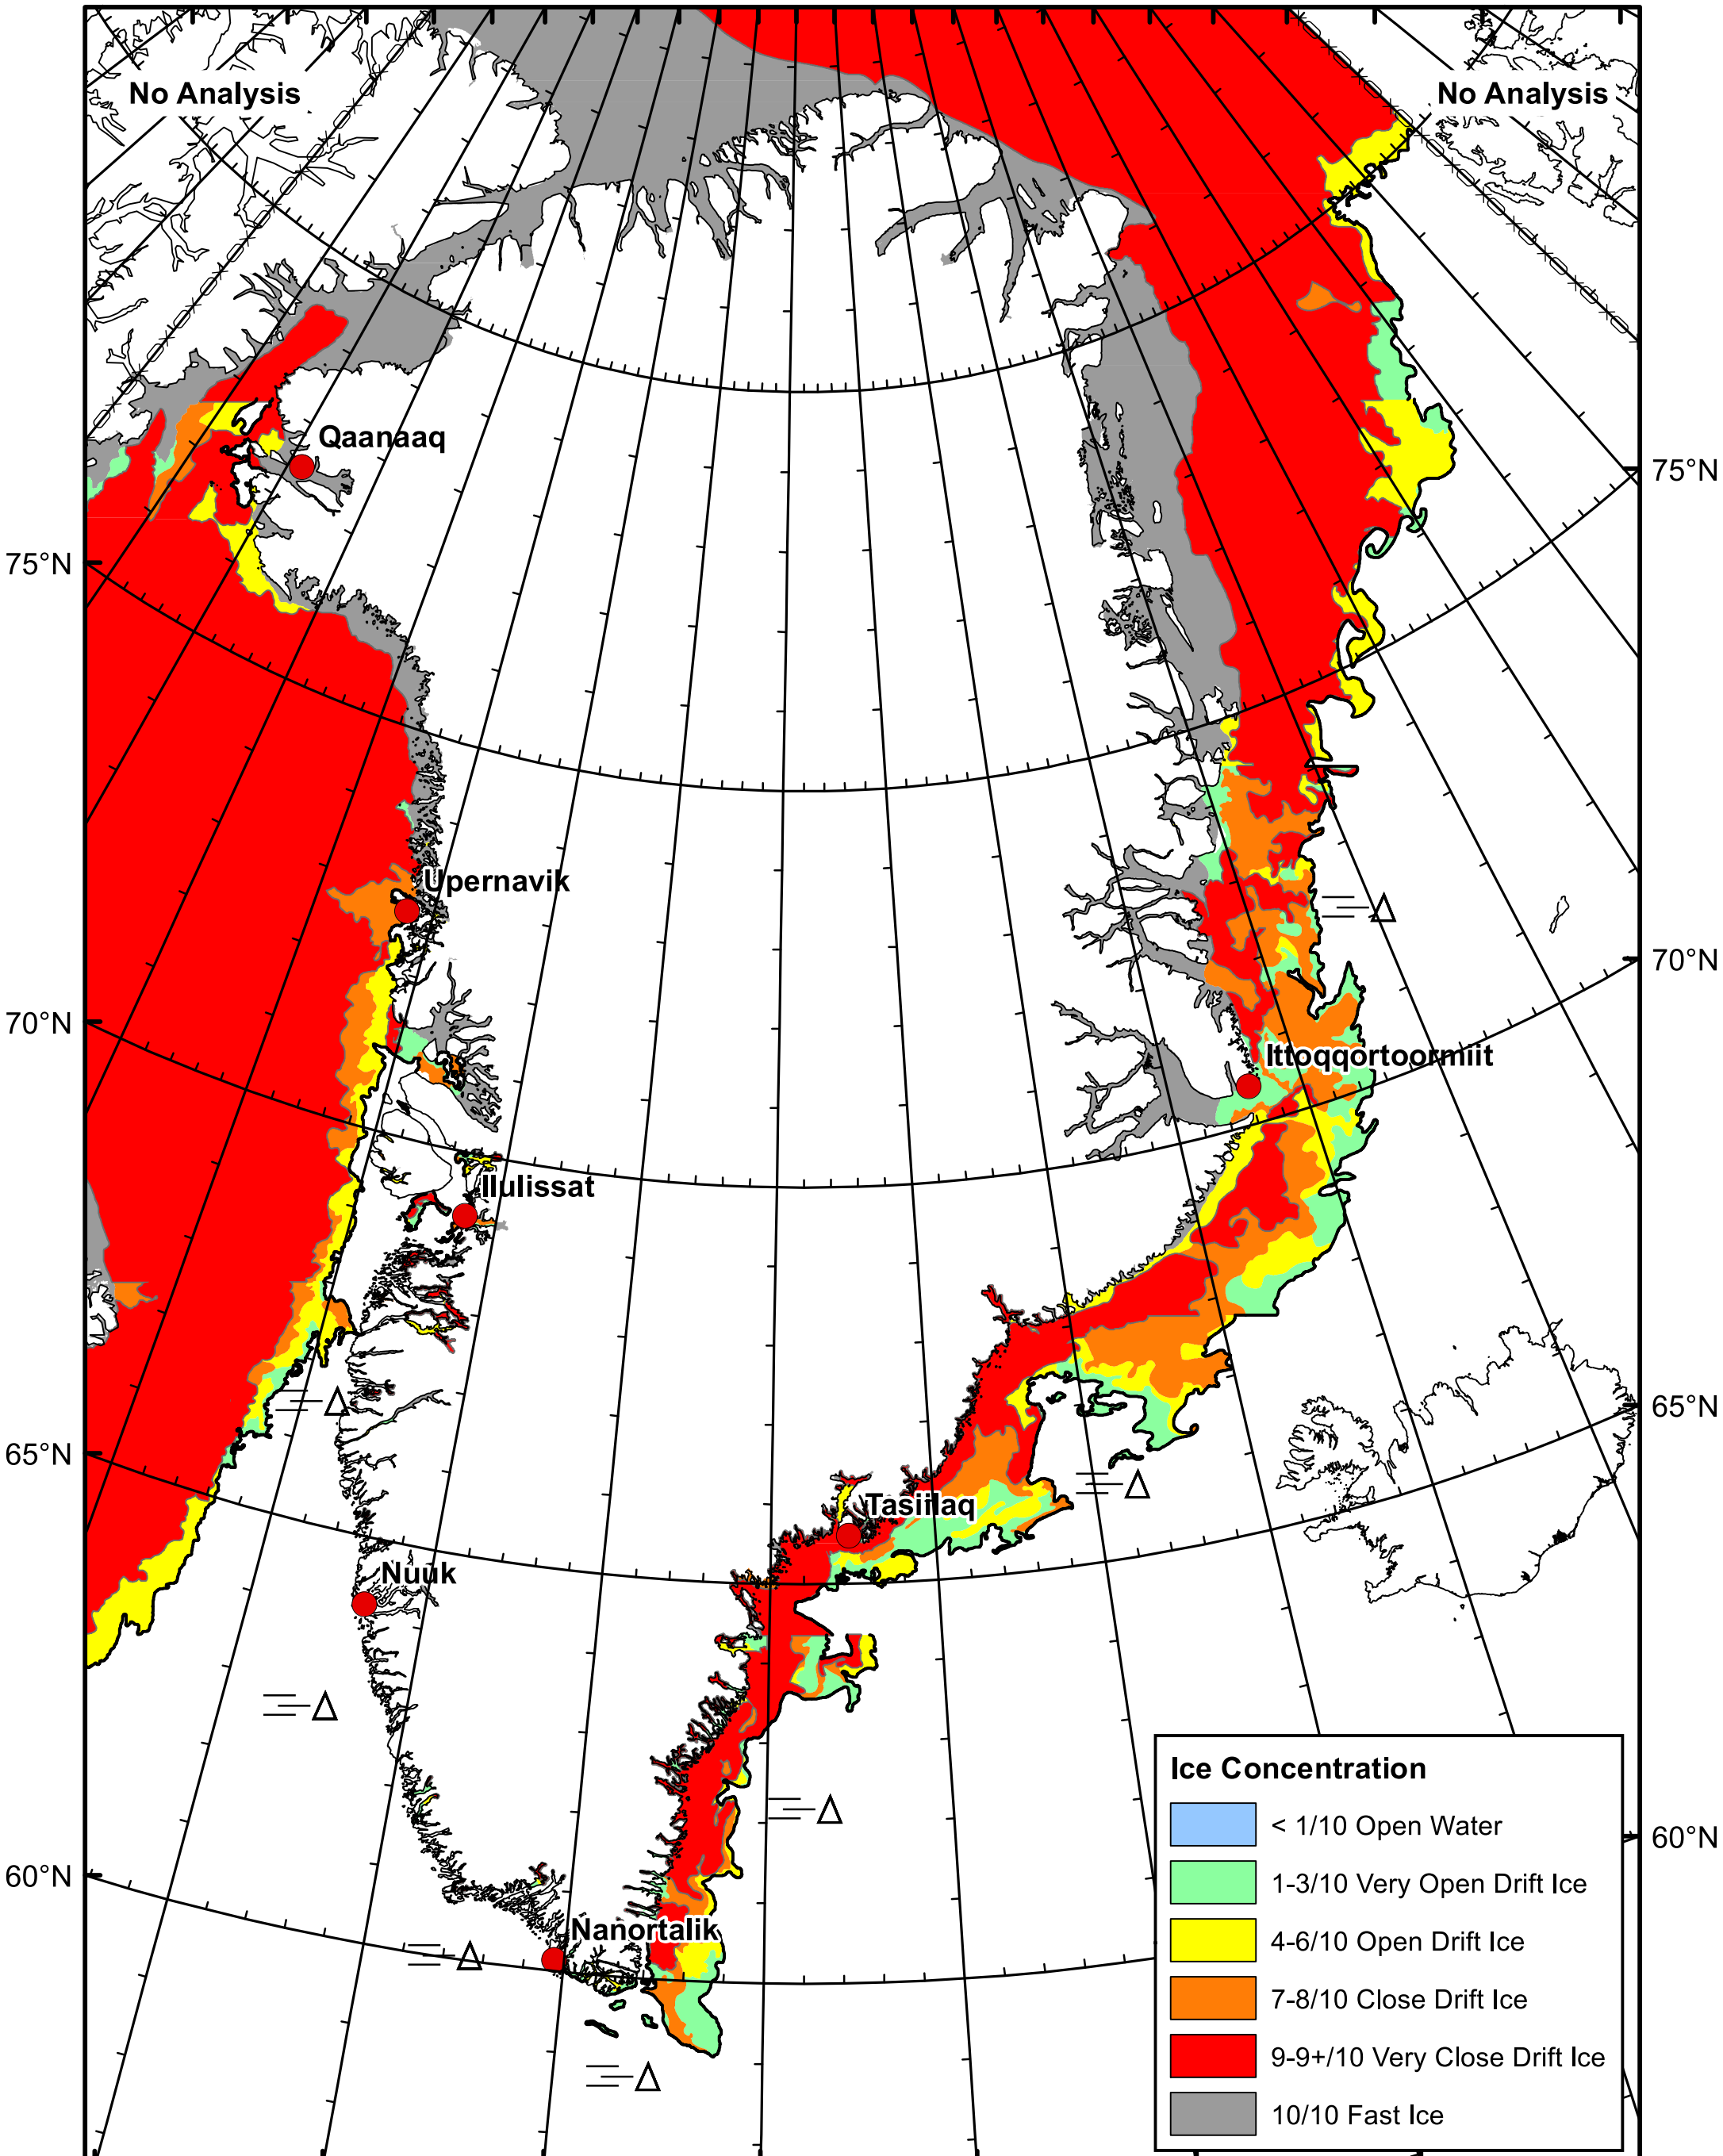 No Analysis
No Analysis
Qaanaaq
75°N
75°N
Upernavik
70°N
70°N
Ittoqqortoormiit
Ilulissat
65°N
65°N
Tasiilaq
Nuuk
60°N
60°N
Nanortalik
Ice Concentration
< 1/10 Open Water
1-3/10 Very Open Drift Ice
4-6/10 Open Drift Ice
7-8/10 Close Drift Ice
9-9+/10 Very Close Drift Ice
10/10 Fast Ice